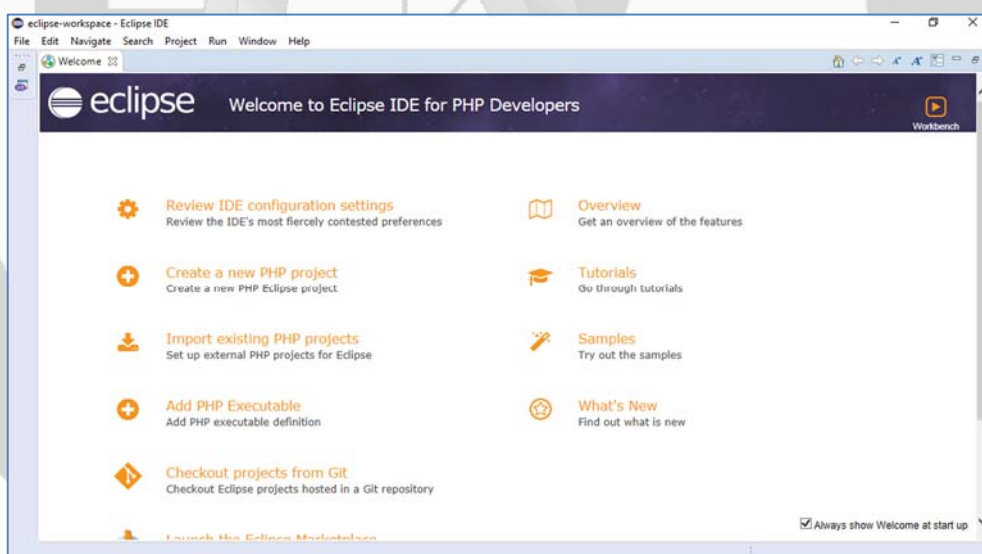 eclipse-workspace - Eclipse IDE
File Edit Navigate Search Project Run Window Help
Welcome
eclipse Welcome to Eclipse IDE for PHP Developers
Workbench
Review IDE configuration settings
Review the IDE's most fiercely contested preferences
Create a new PHP project
Create a new PHP Eclipse project
Import existing PHP projects
Set up external PHP projects for Eclipse
Add PHP Executable
Add PHP executable definition
Checkout projects from Git
Checkout Eclipse projects hosted in a Git repository
Launch the Eclipse Marketplace
Overview
Get an overview of the features
Tutorials
Go through tutorials
Samples
Try out the samples
What's New
Find out what is new
Always show Welcome at start up